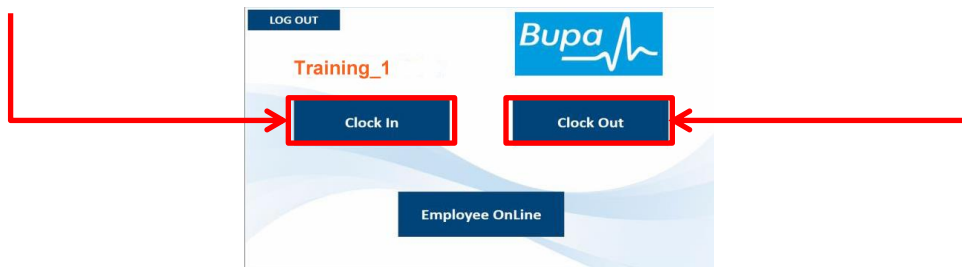 LOG OUT
Bupa
Training_1
Clock In
Clock Out
Employee OnLine